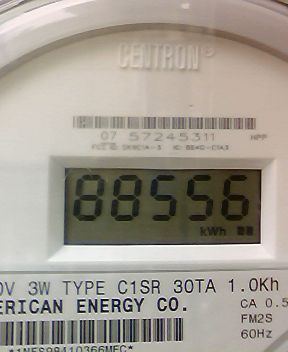 CENTRON®
07 57245311 HPP
88556
kWh
0V 3W TYPE C1SR 30TA 1.0Kh
ERICAN ENERGY CO.
CA 0.5
FM2S
60Hz